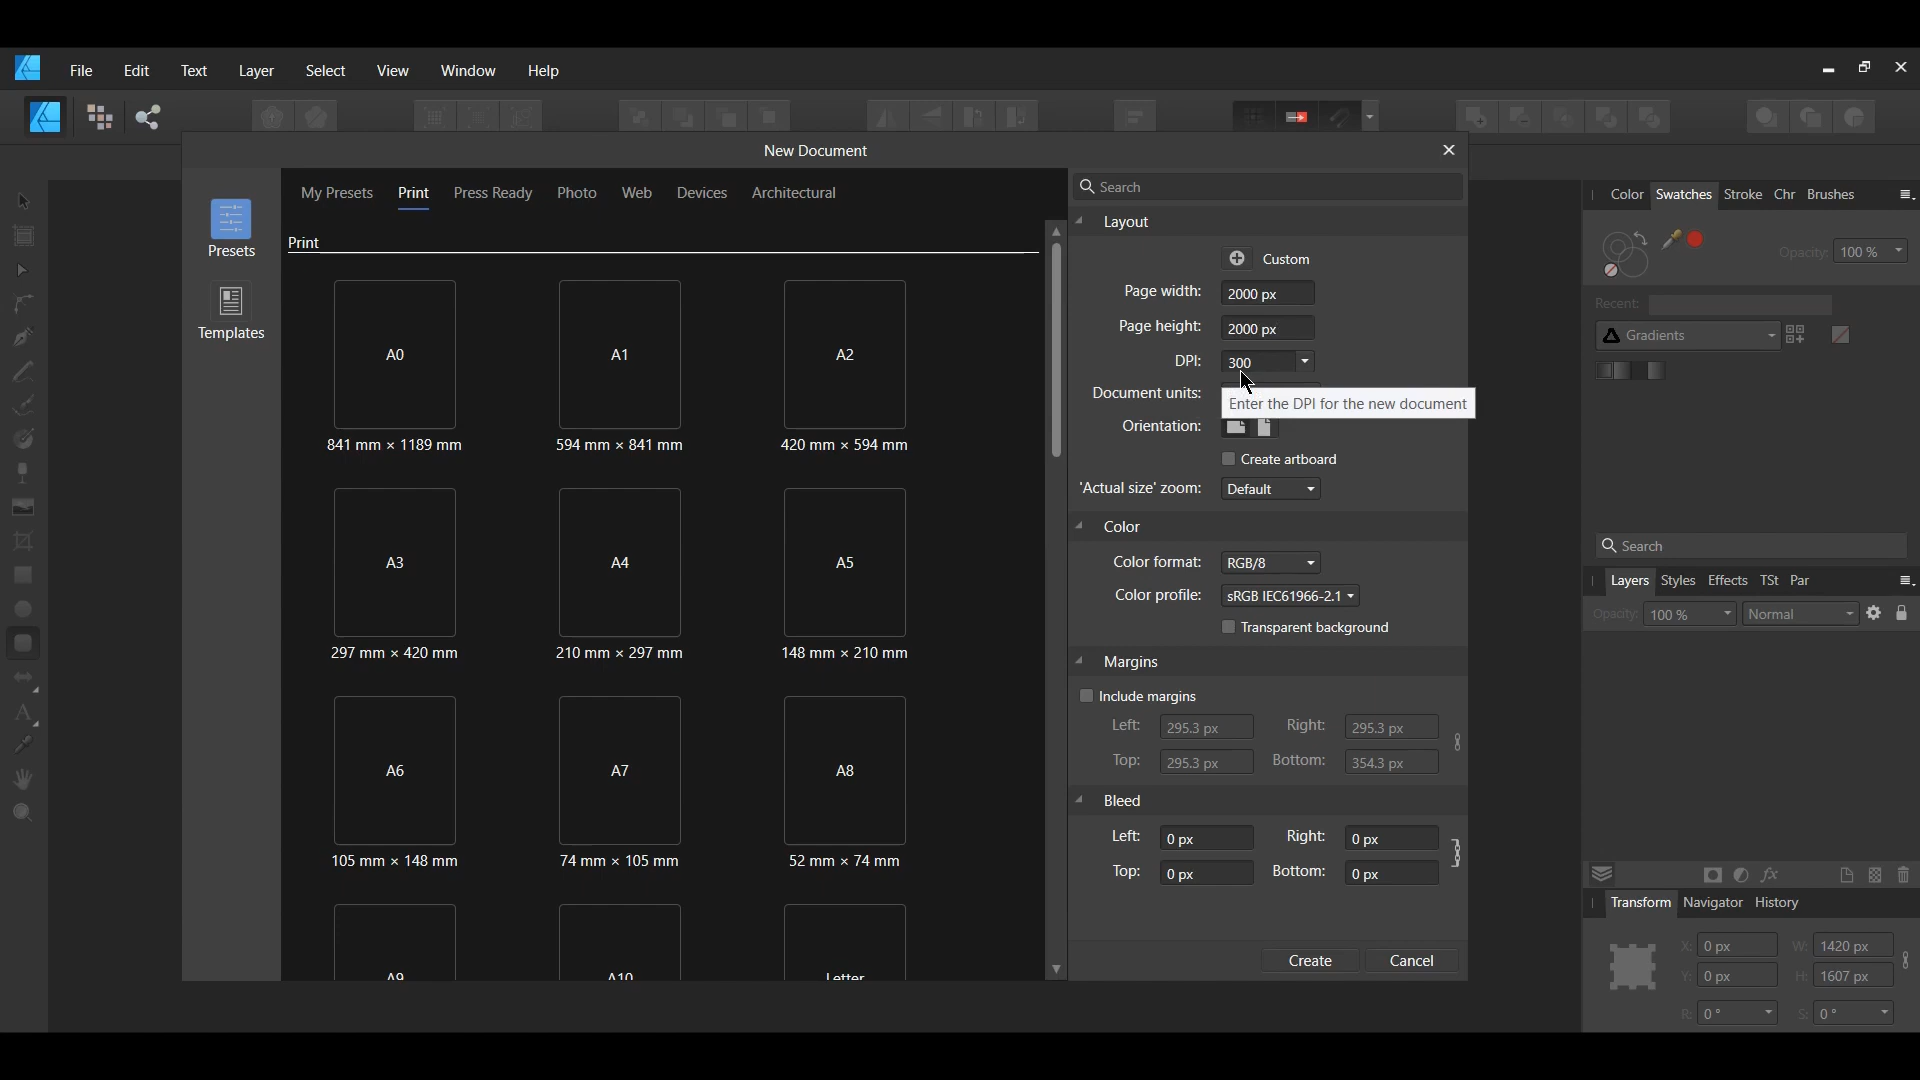 File Edit Text Layer Select View Window Help
New Document
My Presets Print Press Ready Photo Web Devices Architectural
Presets
Templates
Print
A0 A1 A2
841 mm × 1189 mm 594 mm × 841 mm 420 mm × 594 mm
A3 A4 A5
297 mm × 420 mm 210 mm × 297 mm 148 mm × 210 mm
A6 A7 A8
105 mm × 148 mm 74 mm × 105 mm 52 mm × 74 mm
A9 A10 Letter
Search
Layout
Custom
Page width: 2000 px
Page height: 2000 px
DPI: 300
Document units:
Enter the DPI for the new document
Orientation:
Create artboard
'Actual size' zoom: Default
Color
Color format: RGB/8
Color profile: sRGB IEC61966-2.1
Transparent background
Margins
Include margins
Left: 295.3 px Right: 295.3 px
Top: 295.3 px Bottom: 354.3 px
Bleed
Left: 0 px Right: 0 px
Top: 0 px Bottom: 0 px
Create Cancel
Color Swatches Stroke Chr Brushes
Opacity: 100 %
Recent:
Gradients
Search
Layers Styles Effects TSt Par
Opacity: 100 % Normal
fx
Transform Navigator History
X: 0 px W: 1420 px
Y: 0 px H: 1607 px
R: 0 ° S: 0 °